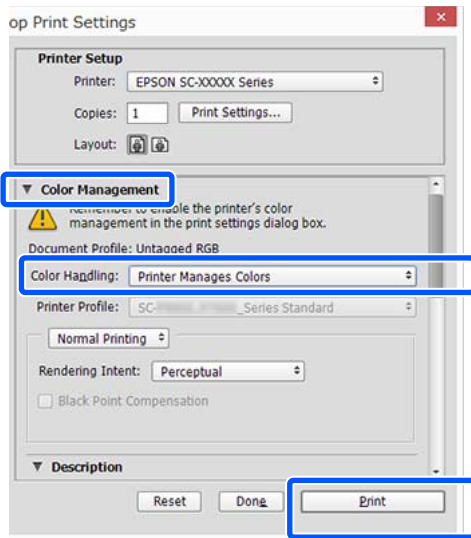 op Print Settings
Printer Setup
Printer: EPSON SC-XXXXX Series
Copies: 1 Print Settings...
Layout:
Color Management
Remember to enable the printer's color
management in the print settings dialog box.
Document Profile: Untagged RGB
Color Handling: Printer Manages Colors
Printer Profile: SC- _Series Standard
Normal Printing
Rendering Intent: Perceptual
Black Point Compensation
Description
Reset Done Print